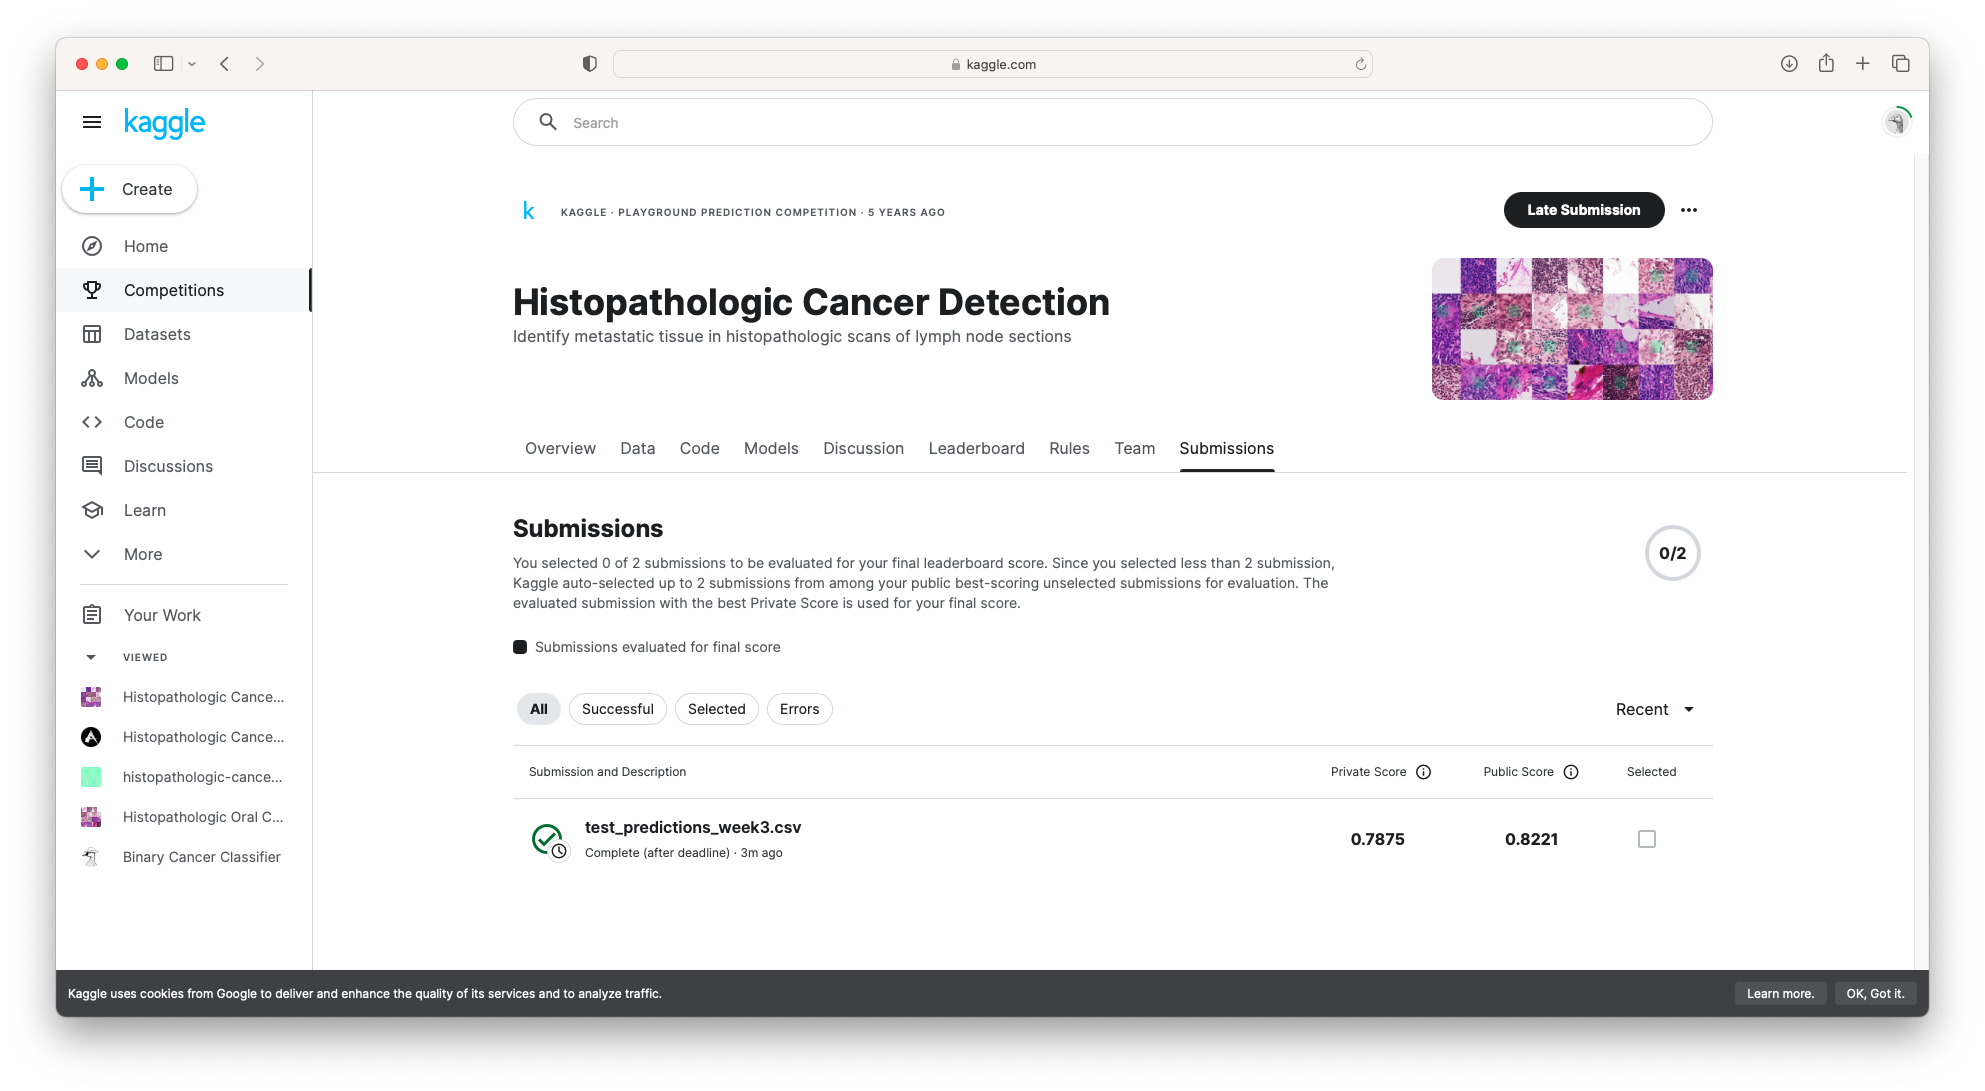 kaggle.com
kaggle
Search
Create
Home
Competitions
Datasets
Models
Code
Discussions
Learn
More
Your Work
VIEWED
Histopathologic Cance...
Histopathologic Cance...
histopathologic-cance...
Histopathologic Oral C...
Binary Cancer Classifier
k
KAGGLE · PLAYGROUND PREDICTION COMPETITION · 5 YEARS AGO
Late Submission
Histopathologic Cancer Detection
Identify metastatic tissue in histopathologic scans of lymph node sections
Overview Data Code Models Discussion Leaderboard Rules Team Submissions
Submissions
0/2
You selected 0 of 2 submissions to be evaluated for your final leaderboard score. Since you selected less than 2 submission,
Kaggle auto-selected up to 2 submissions from among your public best-scoring unselected submissions for evaluation. The
evaluated submission with the best Private Score is used for your final score.
Submissions evaluated for final score
All Successful Selected Errors
Recent
Submission and Description Private Score Public Score Selected
test_predictions_week3.csv
Complete (after deadline) · 3m ago
0.7875 0.8221
Kaggle uses cookies from Google to deliver and enhance the quality of its services and to analyze traffic.
Learn more. OK, Got it.